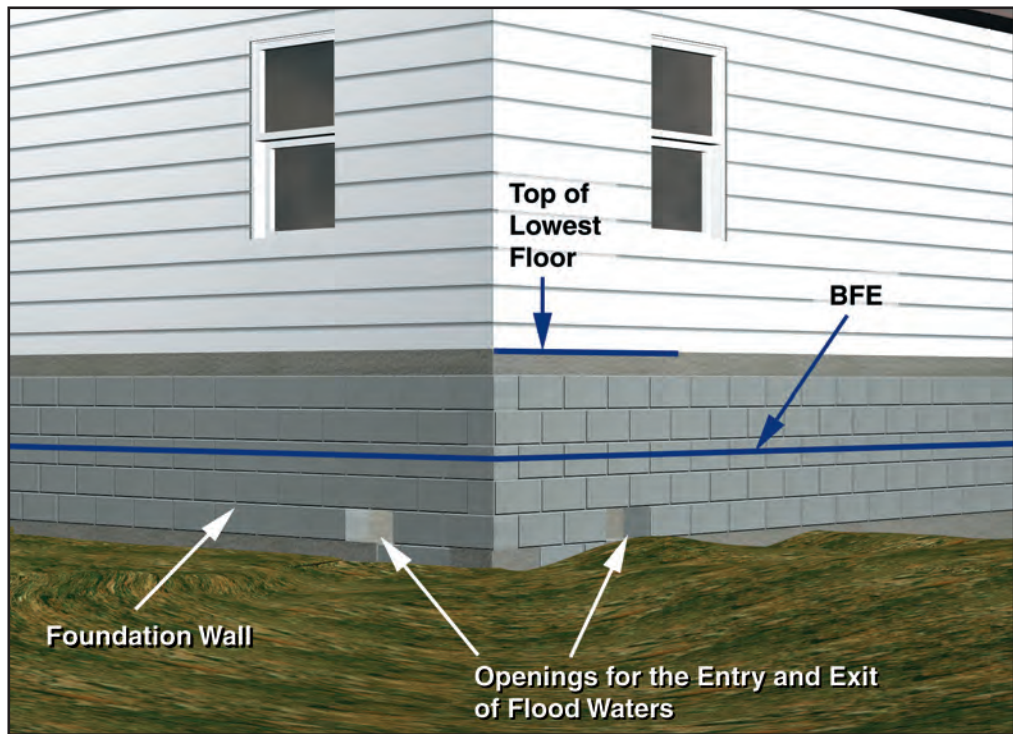 Top of
Lowest
Floor
BFE
Foundation Wall
Openings for the Entry and Exit
of Flood Waters